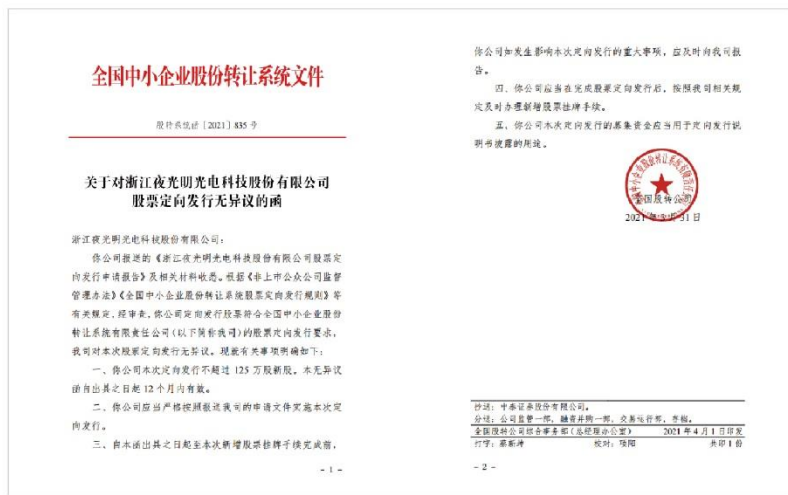 全国中小企业股份转让系统文件
股转系统函〔2021〕835号
关于对浙江夜光明光电科技股份有限公司
股票定向发行无异议的函
浙江夜光明光电科技股份有限公司：
你公司报送的《浙江夜光明光电科技股份有限公司股票定
向发行申请报告》及相关材料收悉。根据《非上市公众公司监督
管理办法》《全国中小企业股份转让系统股票定向发行规则》等
有关规定，经审查，你公司定向发行股票符合全国中小企业股份
转让系统有限责任公司（以下简称我司）的股票定向发行要求，
我司对本次股票定向发行无异议。现就有关事项明确如下：
一、你公司本次定向发行不超过125万股新股。本无异议
函自出具之日起12个月内有效。
二、你公司应当严格按照报送我司的申请文件实施本次定
向发行。
三、自本函出具之日起至本次新增股票挂牌手续完成前，
- 1 -
你公司如发生影响本次定向发行的重大事项，应及时向我司报
告。
四、你公司应当在完成股票定向发行后，按照我司相关规
定及时办理新增股票挂牌手续。
五、你公司本次定向发行的募集资金应当用于定向发行说
明书披露的用途。
全国股转公司
2021年3月31日
抄送：中泰证券股份有限公司。
分送：公司监管一部，融资并购一部，交易运行部，存档。
全国股转公司综合事务部（总经理办公室） 2021年4月1日印发
打字： 校对：项阳 共印1份
- 2 -